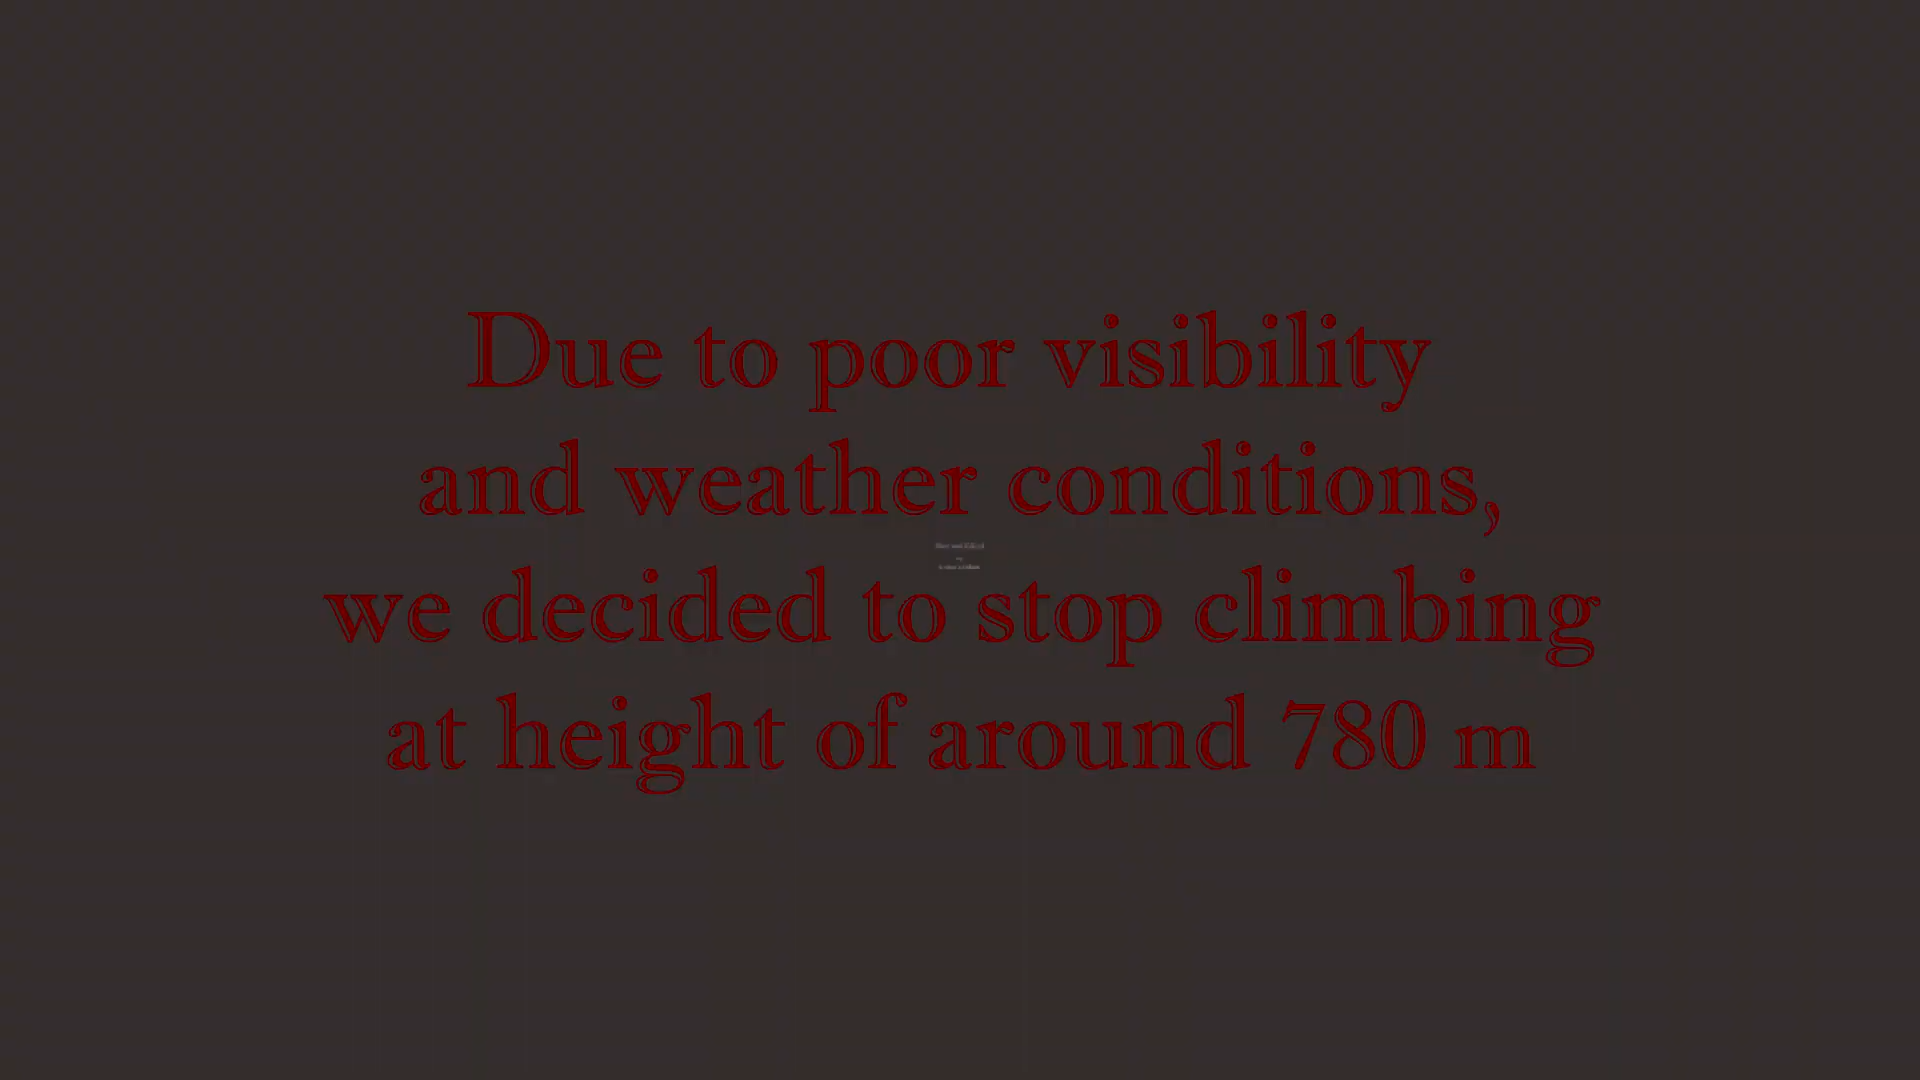 Due to poor visibility
and weather conditions,
we decided to stop climbing
at height of around 780 m